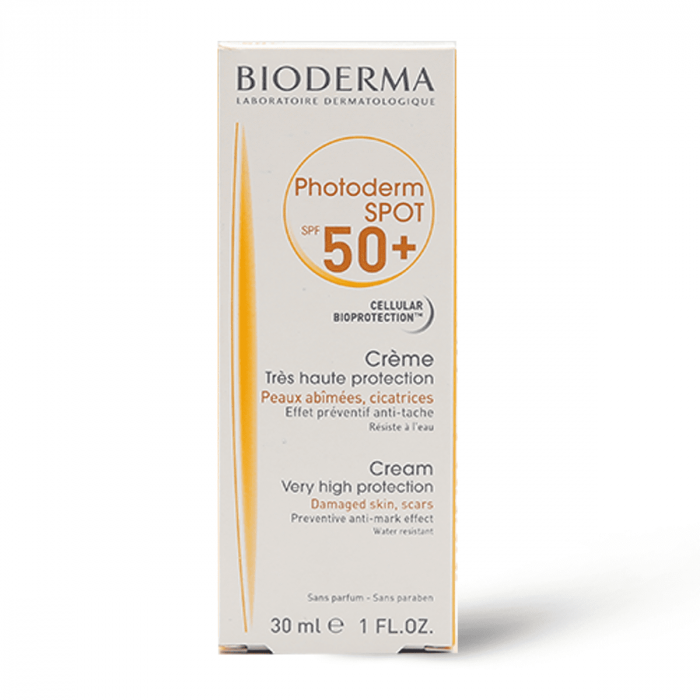 BIODERMA
LABORATOIRE DERMATOLOGIQUE
Photoderm
SPOT
SPF 50+
CELLULAR
BIOPROTECTION™
Crème
Très haute protection
Peaux abîmées, cicatrices
Effet préventif anti-tache
Résiste à l'eau
Cream
Very high protection
Damaged skin, scars
Preventive anti-mark effect
Water resistant
Sans parfum - Sans paraben
30 ml ℮ 1 FL.OZ.